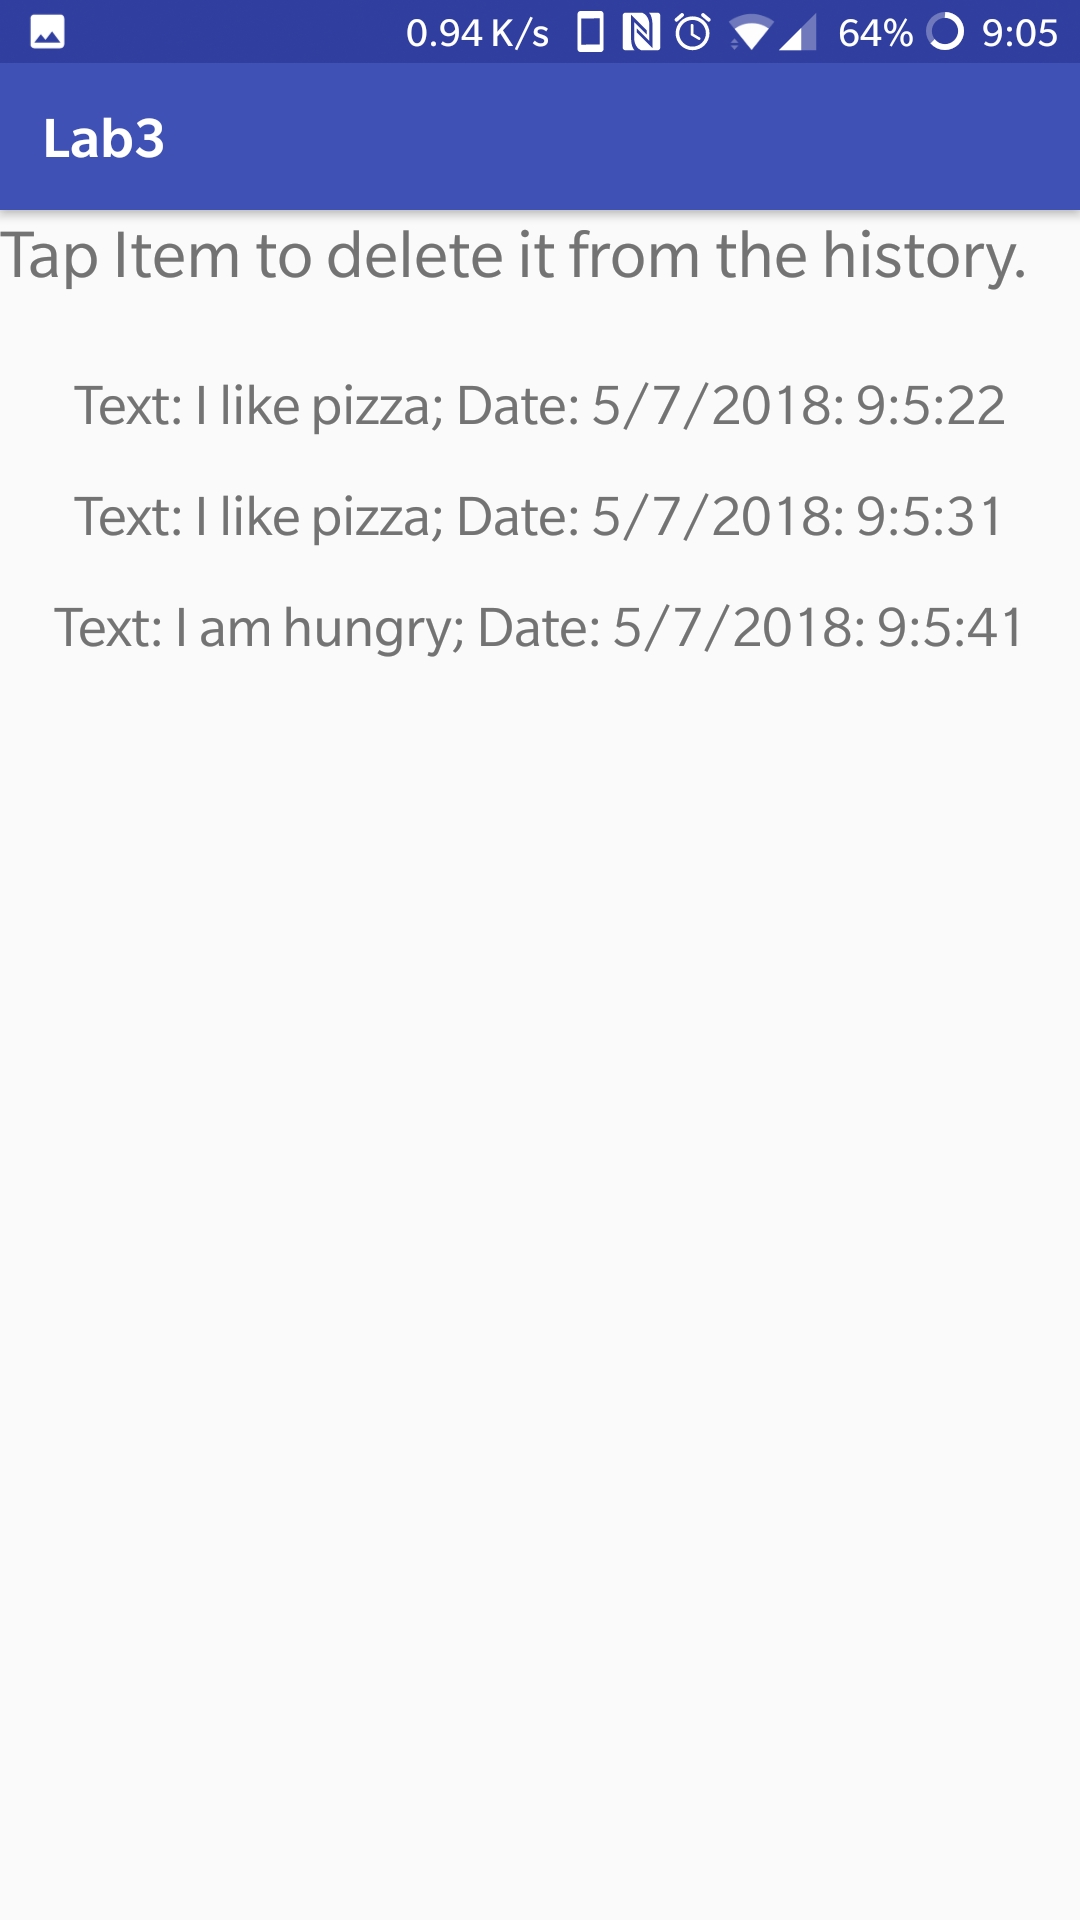 0.94 K/s 64% 9:05
Lab3
Tap Item to delete it from the history.
Text: I like pizza; Date: 5/7/2018: 9:5:22
Text: I like pizza; Date: 5/7/2018: 9:5:31
Text: I am hungry; Date: 5/7/2018: 9:5:41